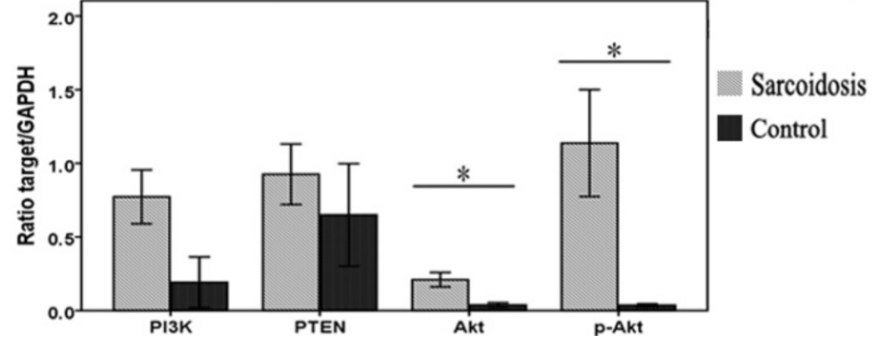 Ratio target/GAPDH
2.0
1.5
1.0
0.5
0.0
*
*
PI3K
PTEN
Akt
p-Akt
Sarcoidosis
Control